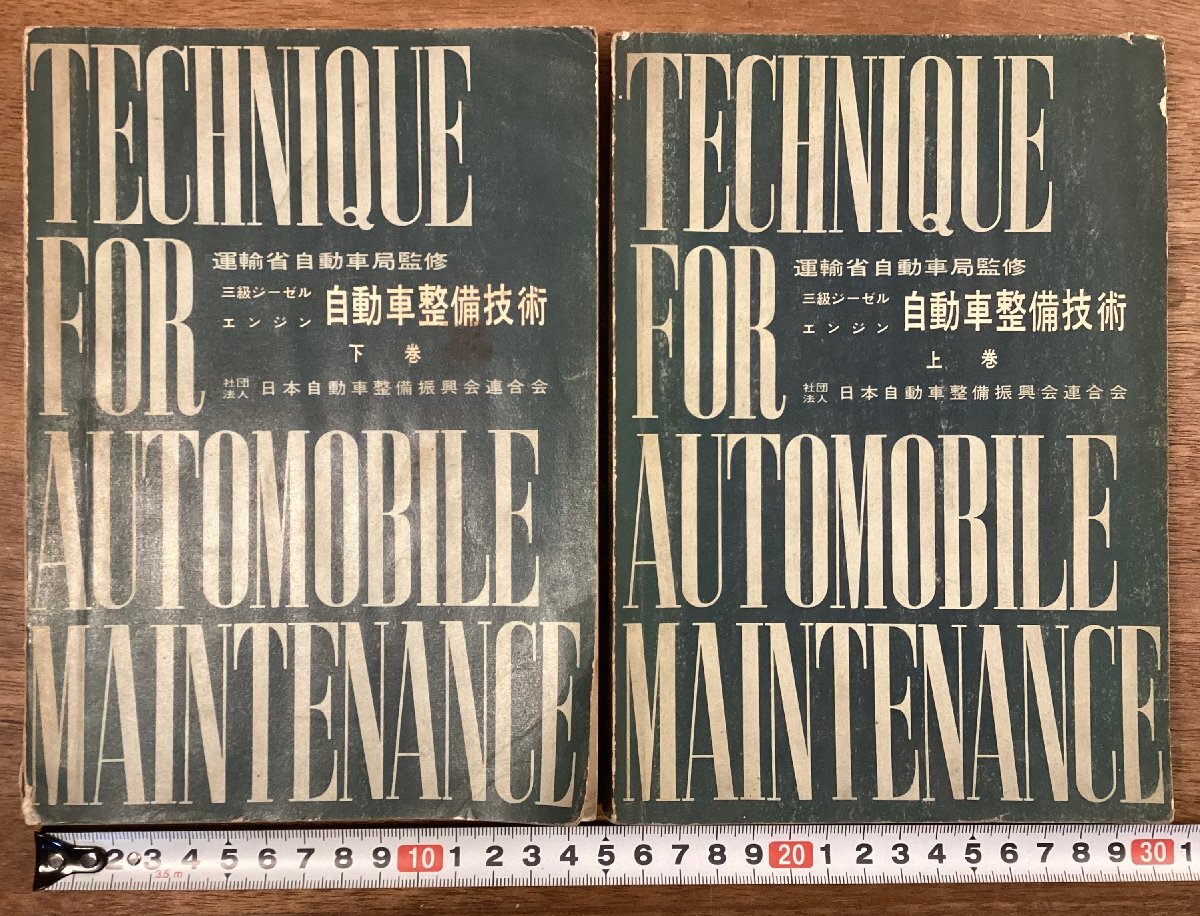 TECHNIQUE
FOR
運輸省自動車局監修
三級ジーゼル
エンジン
自動車整備技術
下巻
社団法人 日本自動車整備振興会連合会
AUTOMOBILE
MAINTENANCE
TECHNIQUE
FOR
運輸省自動車局監修
三級ジーゼル
エンジン
自動車整備技術
上巻
社団法人 日本自動車整備振興会連合会
AUTOMOBILE
MAINTENANCE
2 3 4 5 6 7 8 9 10 1 2 3 4 5 6 7 8 9 20 1 2 3 4 5 6 7 8 9 30 1
3.5 m